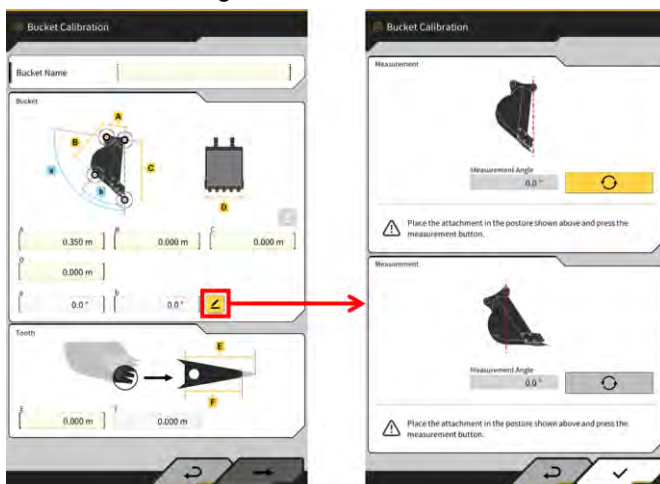 Bucket Calibration
Bucket Name
Bucket
A
B
C
a
b
D
A
0.350 m
B
0.000 m
C
0.000 m
D
0.000 m
a
0.0°
b
0.0°
Tooth
E
F
E
0.000 m
F
0.000 m
Bucket Calibration
Measurement
Measurement Angle
0.0°
Place the attachment in the posture shown above and press the
measurement button.
Measurement
Measurement Angle
0.0°
Place the attachment in the posture shown above and press the
measurement button.